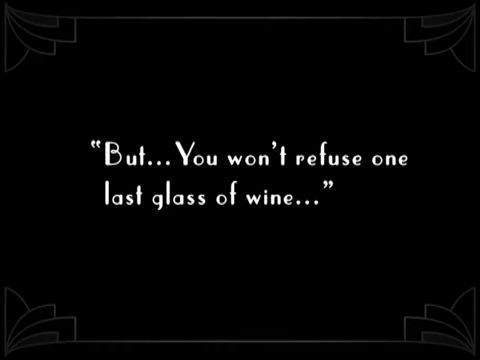 “But...You won’t refuse one
last glass of wine...”